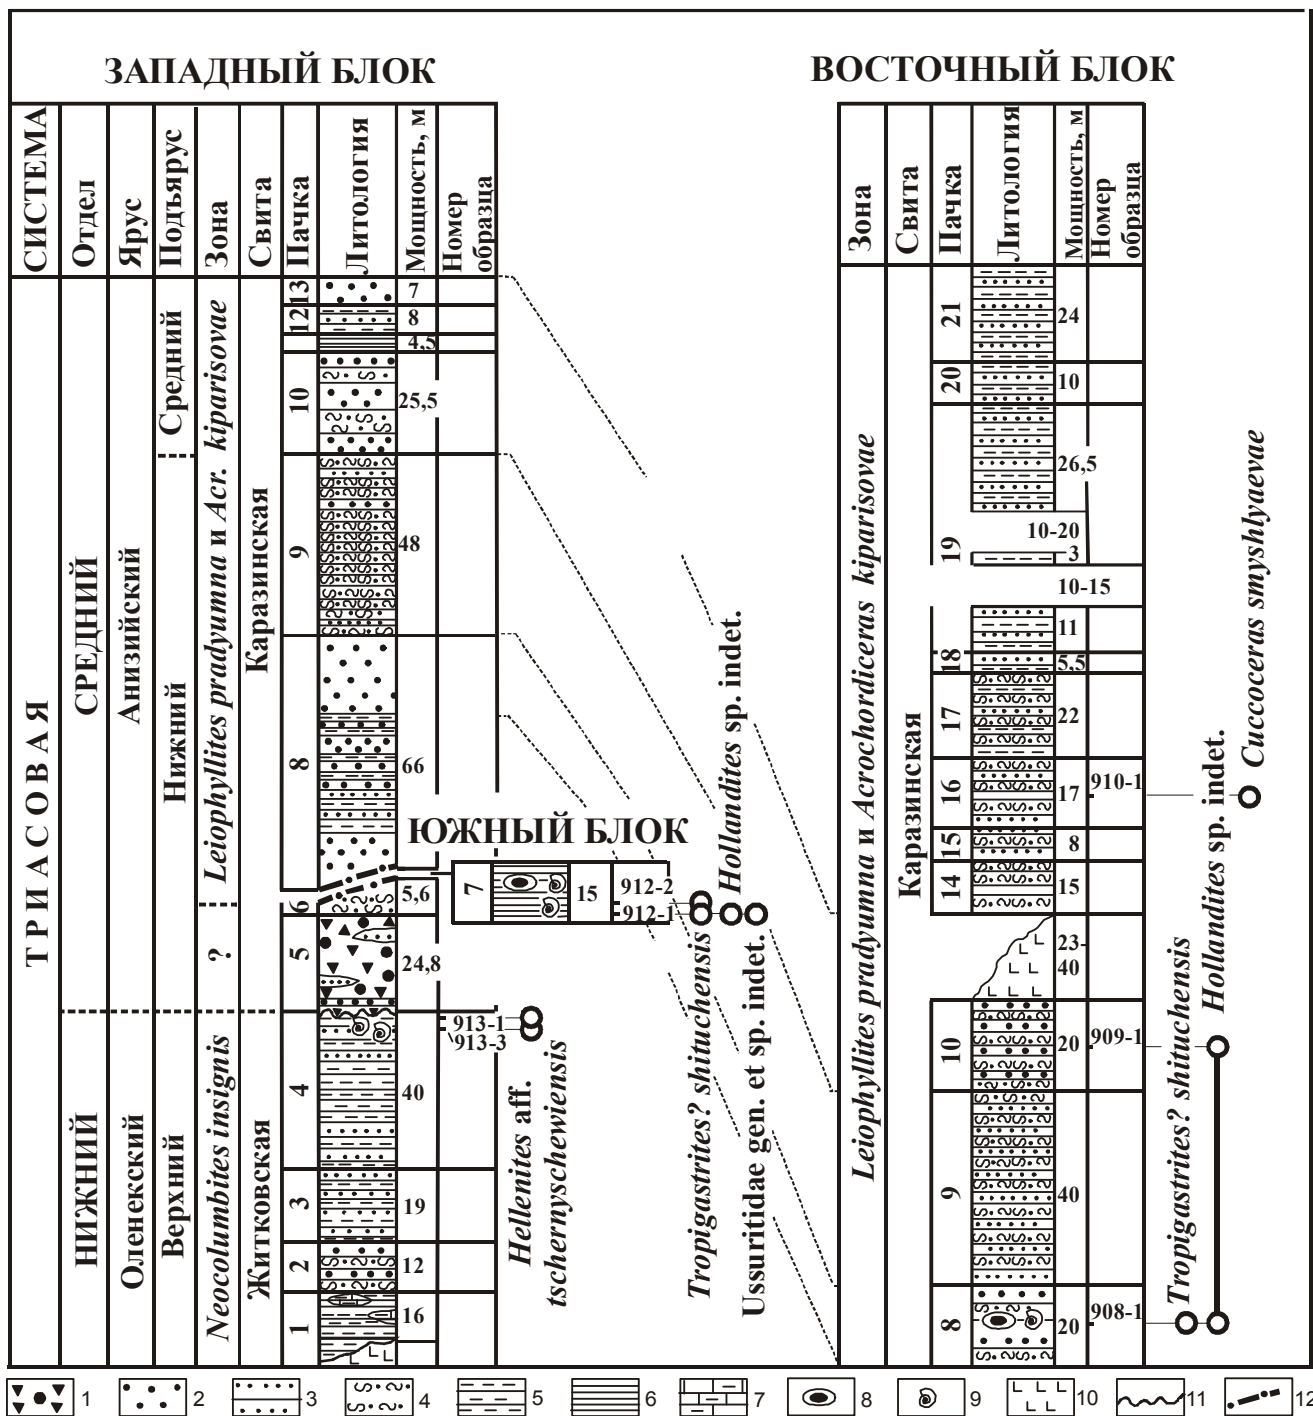 ЗАПАДНЫЙ БЛОК
ВОСТОЧНЫЙ БЛОК
СИСТЕМА
Отдел
Ярус
Подъярус
Зона
Свита
Пачка
Литология
Мощность, м
Номер
образца
ТРИАСОВАЯ
СРЕДНИЙ
НИЖНИЙ
Анизийский
Оленекский
Средний
Нижний
Верхний
Leiophyllites pradyumna и Acr. kiparisovae
?
Neocolumbites insignis
Каразинская
Житковская
13
7
12
8
4,5
10
25,5
9
48
8
66
6
5,6
5
24,8
4
40
3
19
2
12
1
16
913-1
913-3
Hellenites aff.
tschernyschewiensis
ЮЖНЫЙ БЛОК
7
15
912-2
912-1
Tropigastrites? shituchensis
Hollandites sp. indet.
Ussuritidae gen. et sp. indet.
Зона
Свита
Пачка
Литология
Мощность, м
Номер
образца
Leiophyllites pradyumna и Acrochordiceras kiparisovae
Каразинская
21
24
20
10
26,5
19
10-20
3
10-15
11
18
5,5
17
22
16
17
910-1
15
8
14
15
23-
40
10
20
909-1
9
40
8
20
908-1
Tropigastrites? shituchensis
Hollandites sp. indet.
Cuccoceras smyshlyaevae
1
2
3
4
5
6
7
8
9
10
11
12